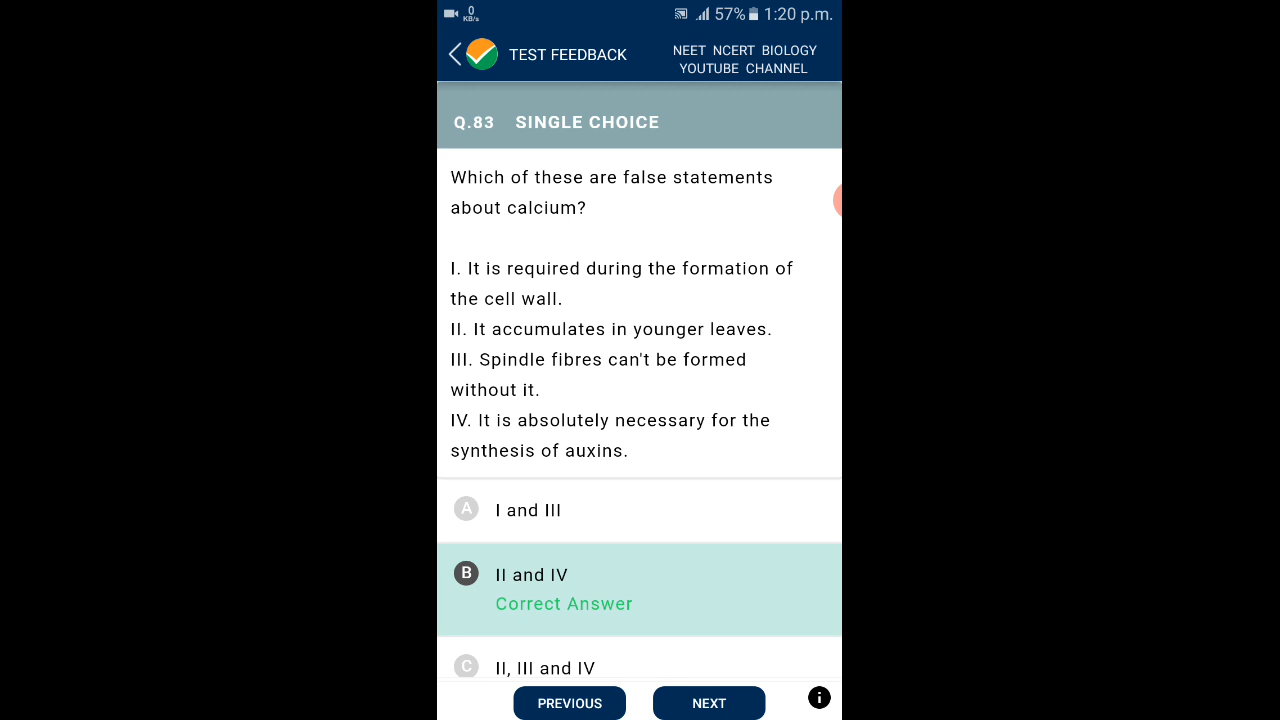 0
KB/s
57% 1:20 p.m.
TEST FEEDBACK
NEET NCERT BIOLOGY
YOUTUBE CHANNEL
Q.83 SINGLE CHOICE
Which of these are false statements
about calcium?
I. It is required during the formation of
the cell wall.
II. It accumulates in younger leaves.
III. Spindle fibres can't be formed
without it.
IV. It is absolutely necessary for the
synthesis of auxins.
A I and III
B II and IV
Correct Answer
C II, III and IV
PREVIOUS NEXT